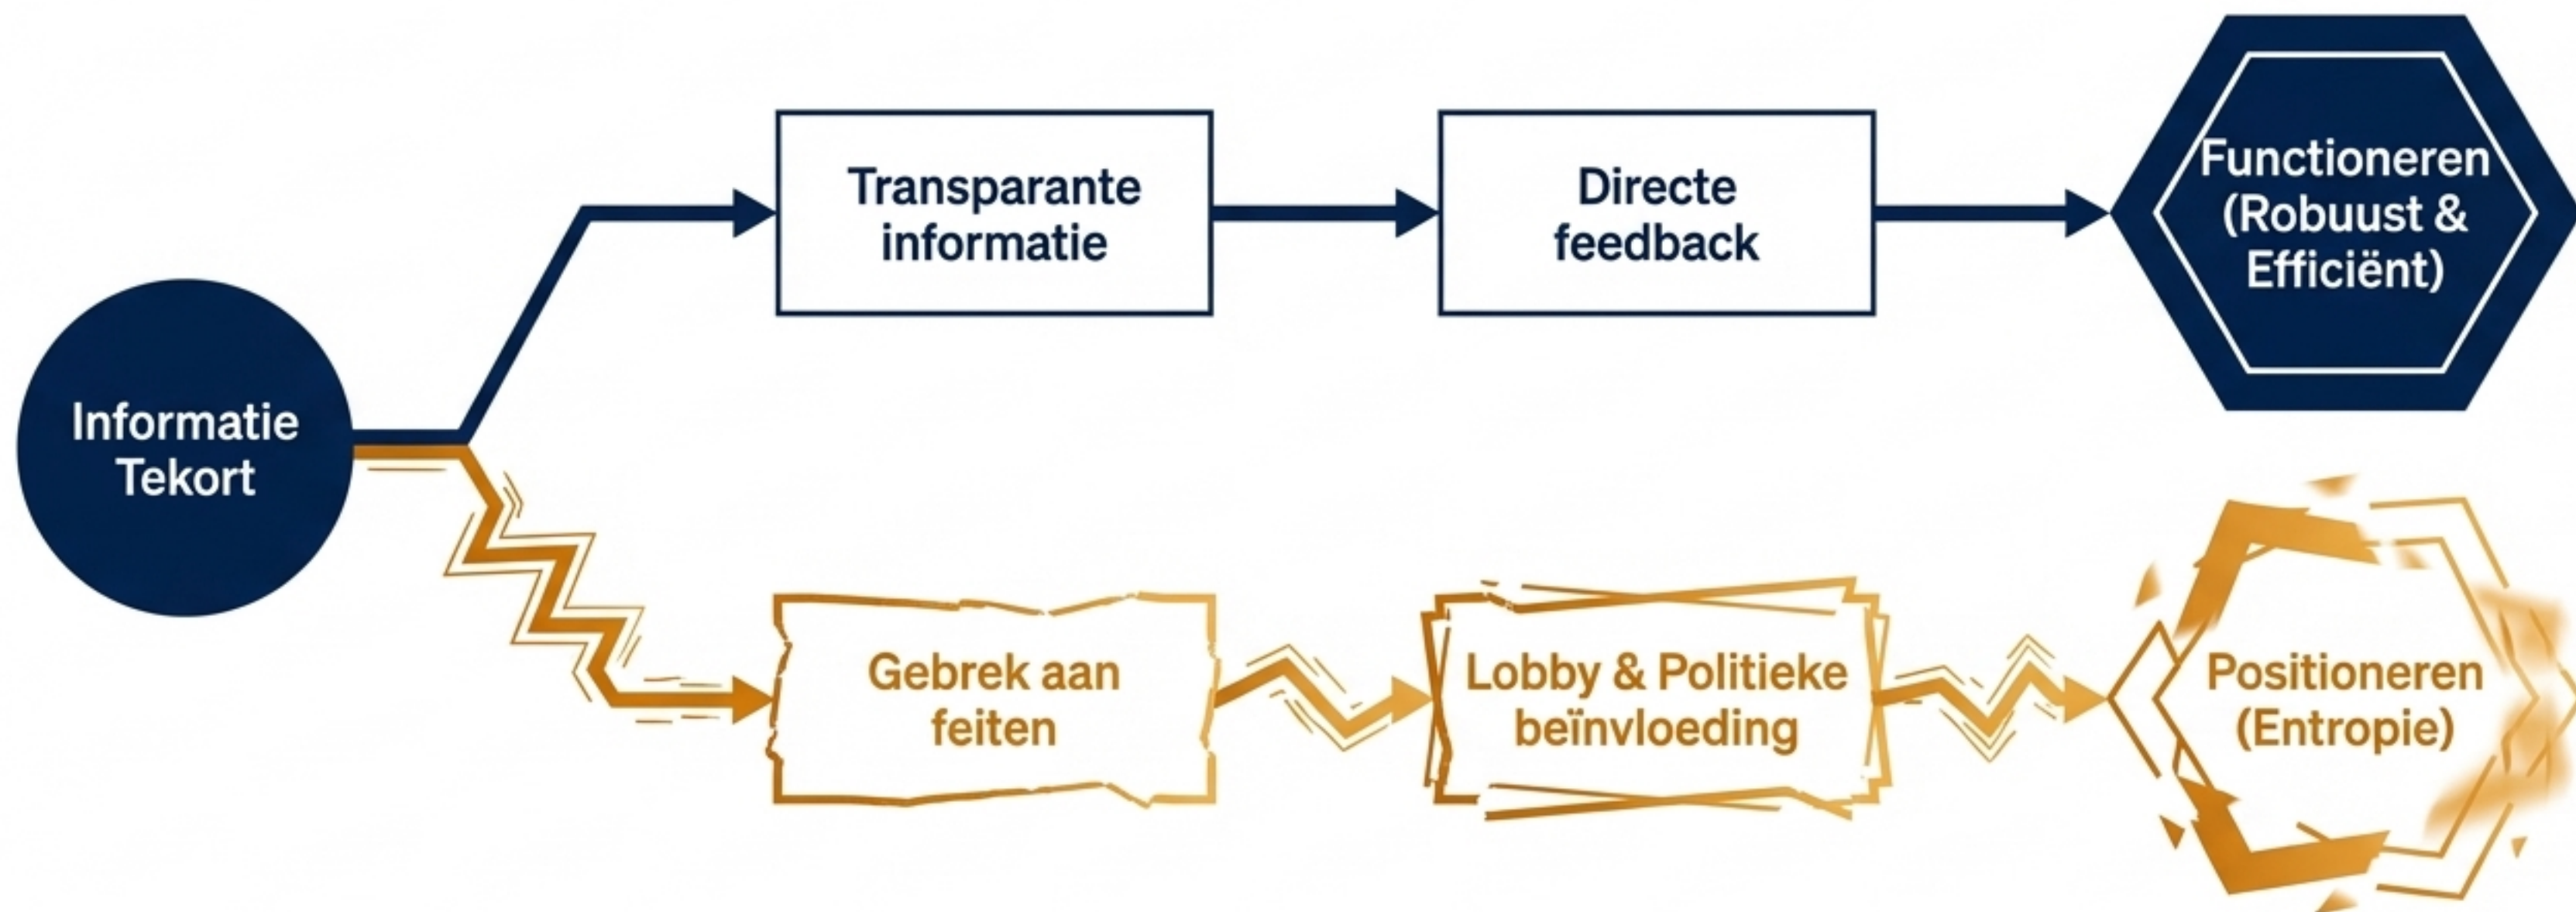 Informatie
Tekort
Transparante
informatie
Directe
feedback
Functioneren
(Robuust &
Efficiënt)
Gebrek aan
feiten
Lobby & Politieke
beïnvloeding
Positioneren
(Entropie)